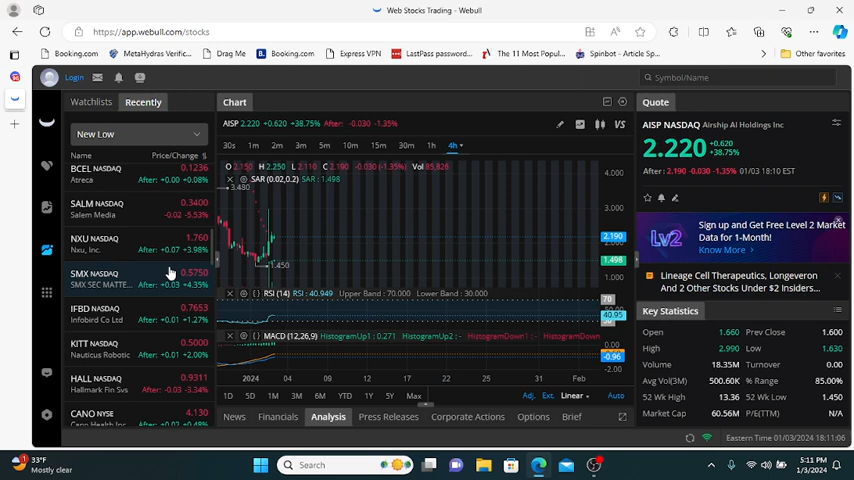 Web Stocks Trading - Webull
https://app.webull.com/stocks
Booking.com MetaHydras Verific... Drag Me Booking.com Express VPN LastPass password... The 11 Most Popul... Spinbot - Article Sp... Other favorites
Login
Symbol/Name
Watchlists Recently
New Low
Name Price/Change
BCEL NASDAQ 0.1236
Atreca After: +0.00 +0.08%
SALM NASDAQ 0.3400
Salem Media -0.02 -5.53%
NXU NASDAQ 1.760
Nxu, Inc. After: +0.07 +3.98%
SMX NASDAQ 0.5750
SMX SEC MATTE... After: +0.03 +4.35%
IFBD NASDAQ 0.7653
Infobird Co Ltd After: +0.01 +1.27%
KITT NASDAQ 0.5000
Nauticus Robotic After: +0.01 +2.00%
HALL NASDAQ 0.9311
Hallmark Fin Svs After: -0.03 -3.34%
CANO NYSE 4.130
Cano Health Inc After: +0.02 +0.48%
Chart
AISP 2.220 +0.620 +38.75% After: -0.030 -1.35%
VS
30s 1m 2m 3m 5m 10m 15m 30m 1h 4h
O 2.150 H 2.250 L 2.110 C 2.190 -0.030 (-1.35%) Vol 85,826
SAR (0.02,0.2) SAR : 1.498
3.480
1.450
4.000
3.000
2.190
1.498
1.000
RSI (14) RSI : 40.949 Upper Band : 70.000 Lower Band : 30.000
70
40.95
MACD (12,26,9) HistogramUp1 : 0.271 HistogramUp2 : - HistogramDown1 : - HistogramDown
0.00
-0.96
-2.00
2024 04 09 12 17 22 25 31 Feb
1D 5D 1M 3M 6M YTD 1Y 5Y Max Adj. Ext. Linear Auto
News Financials Analysis Press Releases Corporate Actions Options Brief
Quote
AISP NASDAQ Airship AI Holdings Inc
2.220 +0.620
+38.75%
After: 2.190 -0.030 -1.35% 01/03 18:10 EST
Lv2
Sign up and Get Free Level 2 Market
Data for 1-Month!
Know More >
Lineage Cell Therapeutics, Longeveron
And 2 Other Stocks Under $2 Insiders...
Key Statistics
Open 1.660 Prev Close 1.600
High 2.990 Low 1.630
Volume 18.35M Turnover 0.00
Avg Vol(3M) 500.60K % Range 85.00%
52 Wk High 13.36 52 Wk Low 1.450
Market Cap 60.56M P/E(TTM) N/A
Eastern Time 01/03/2024 18:11:06
33°F
Mostly clear
Search
5:11 PM
1/3/2024